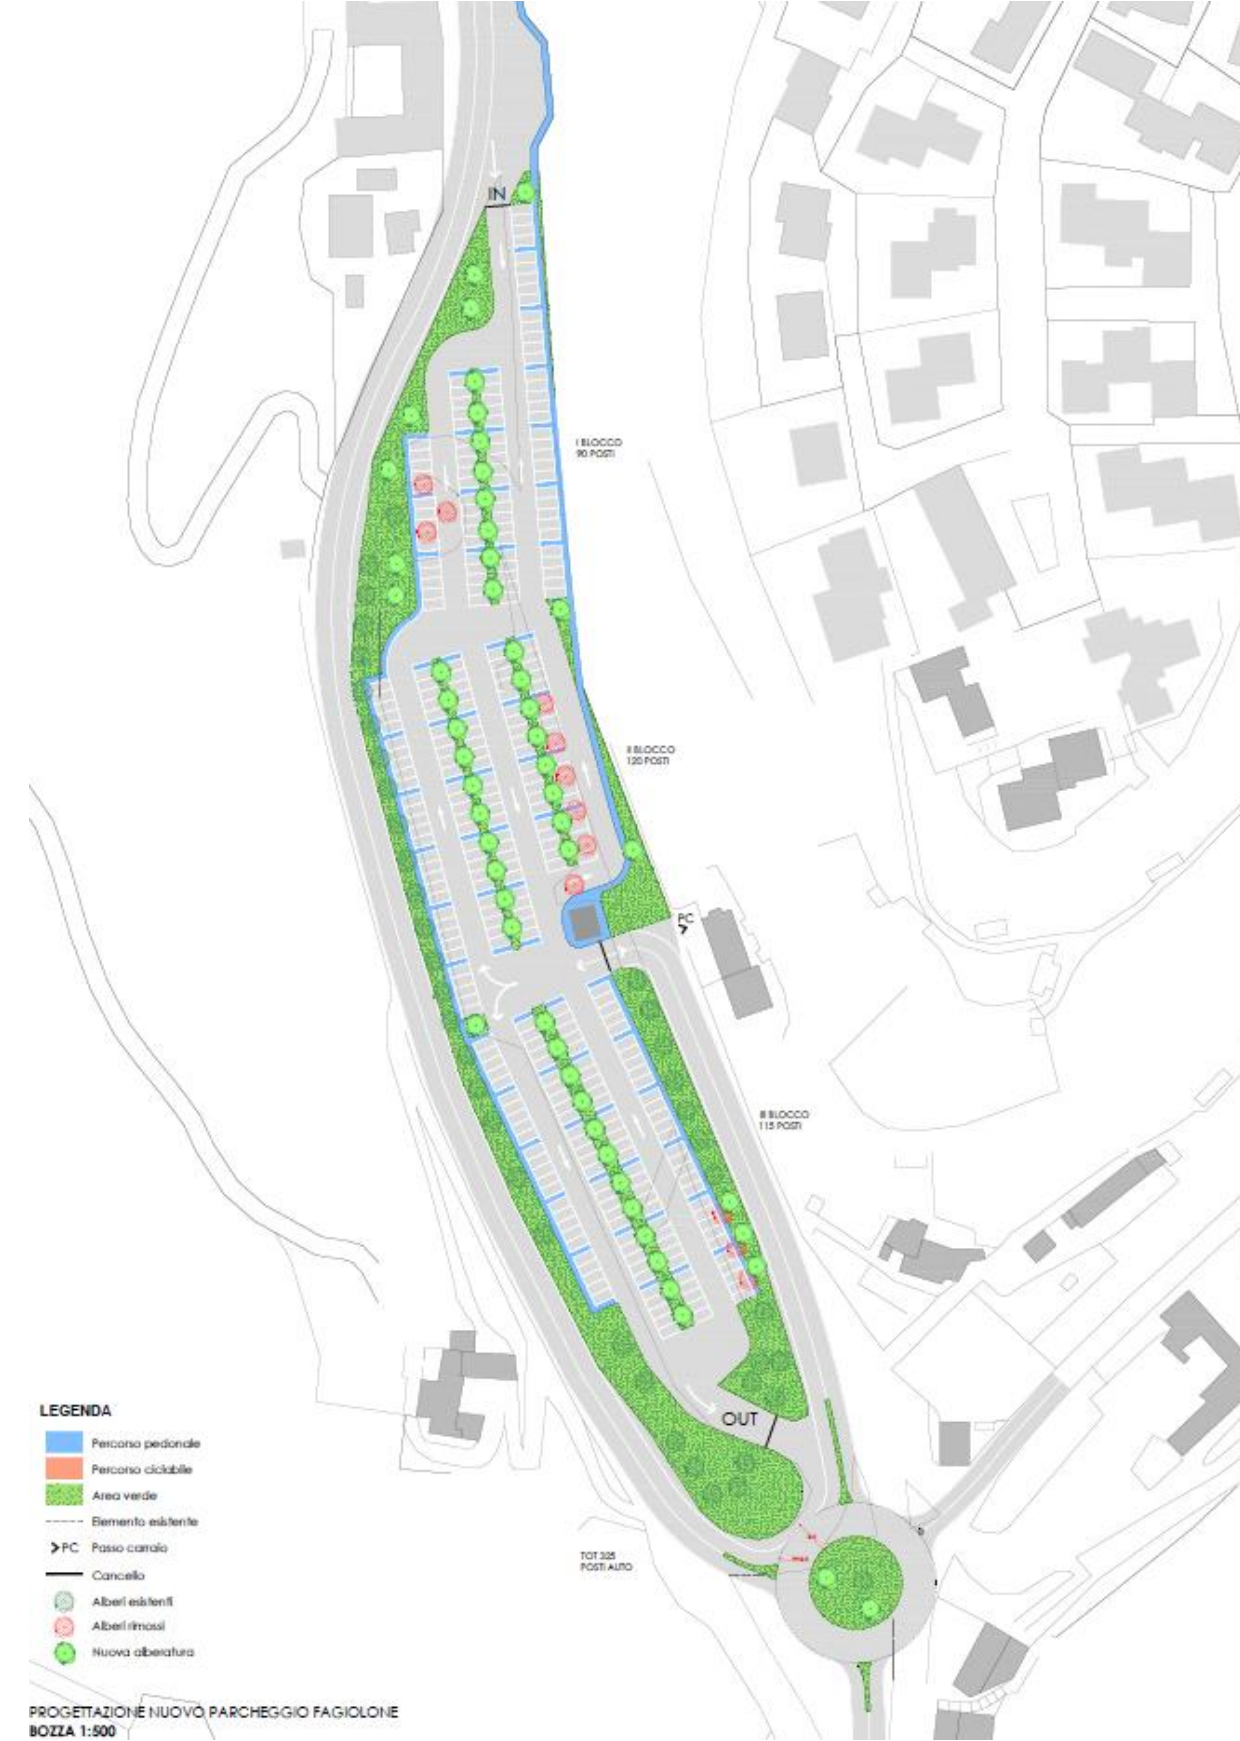 IN
I BLOCCO
90 POSTI
II BLOCCO
120 POSTI
PC
III BLOCCO
115 POSTI
OUT
TOT 325
POSTI AUTO
LEGENDA
Percorso pedonale
Percorso ciclabile
Area verde
Elemento esistente
PC Passo carraio
Cancello
Alberi esistenti
Alberi rimossi
Nuova alberatura
PROGETTAZIONE NUOVO PARCHEGGIO FAGIOLONE
BOZZA 1:500